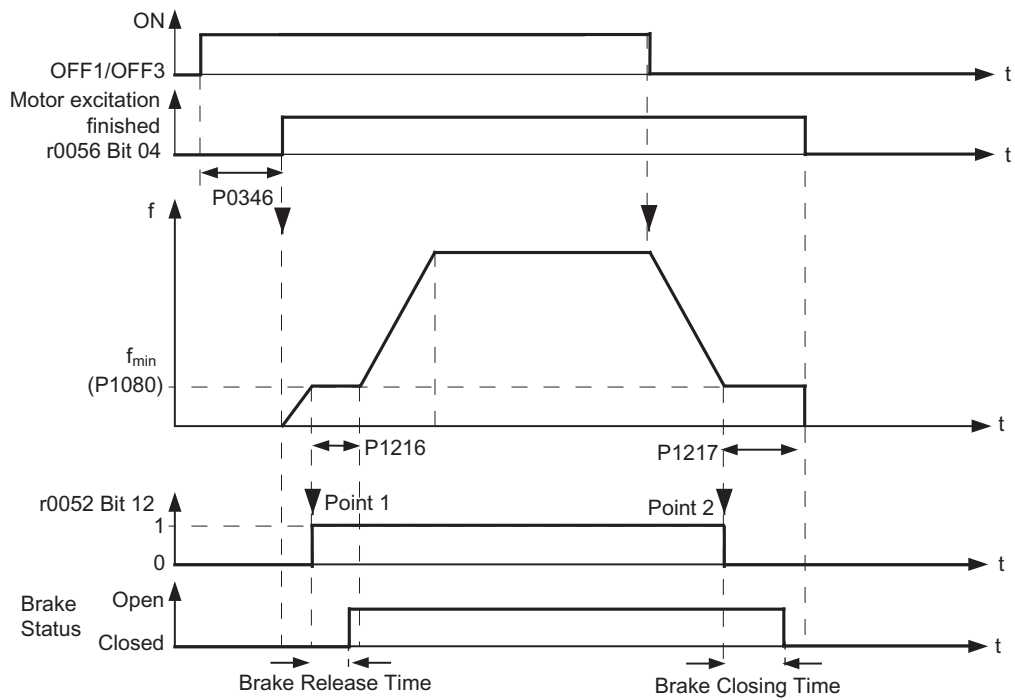 ON
OFF1/OFF3
t
Motor excitation
finished
r0056 Bit 04
t
P0346
f
fmin
(P1080)
t
P1216
P1217
r0052 Bit 12
Point 1
Point 2
1
0
t
Brake
Status
Open
Closed
t
Brake Release Time
Brake Closing Time